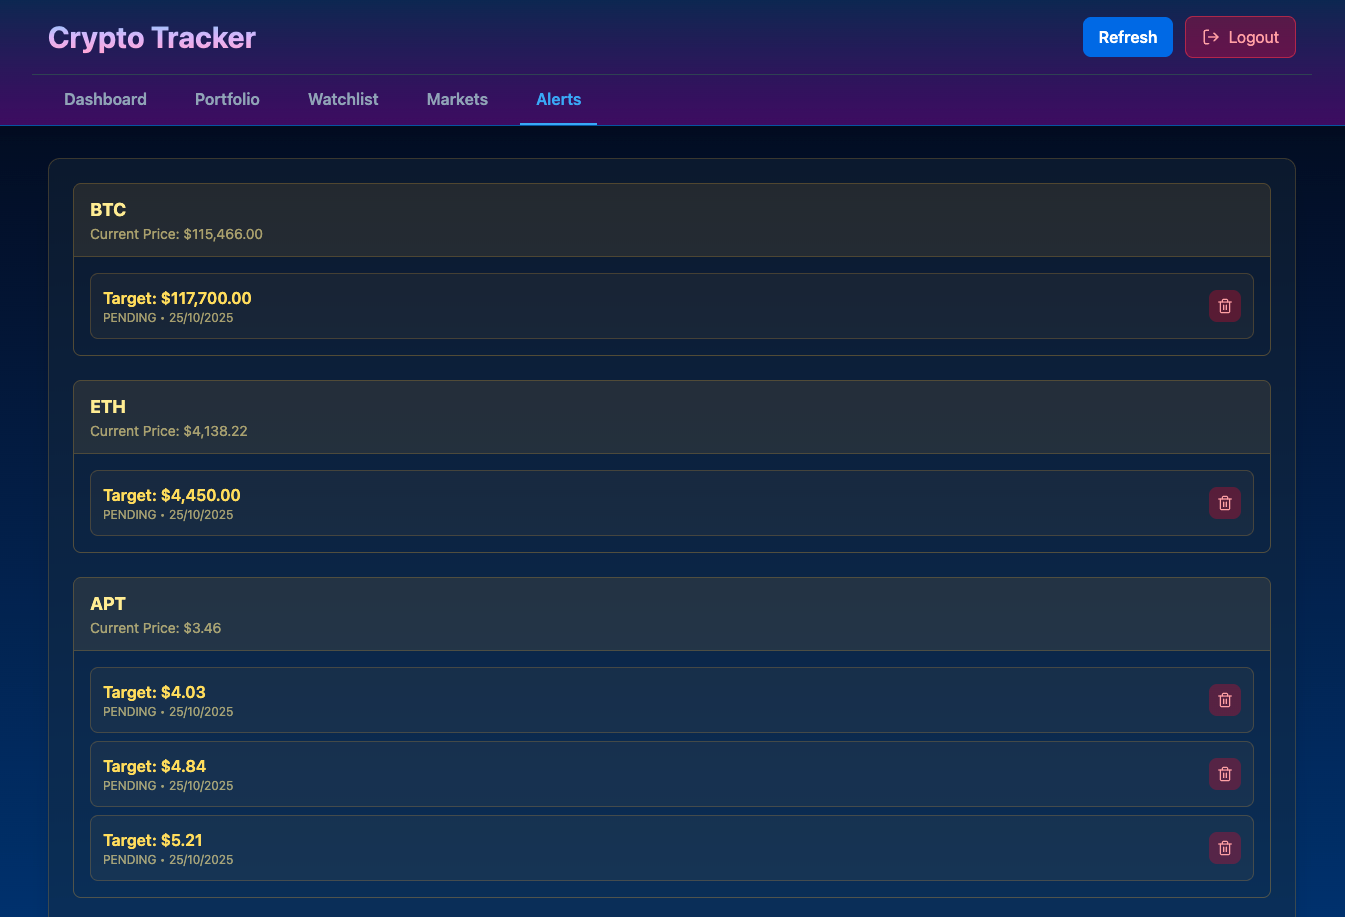 Crypto Tracker
Refresh
Logout
Dashboard
Portfolio
Watchlist
Markets
Alerts
BTC
Current Price: $115,466.00
Target: $117,700.00
PENDING • 25/10/2025
ETH
Current Price: $4,138.22
Target: $4,450.00
PENDING • 25/10/2025
APT
Current Price: $3.46
Target: $4.03
PENDING • 25/10/2025
Target: $4.84
PENDING • 25/10/2025
Target: $5.21
PENDING • 25/10/2025